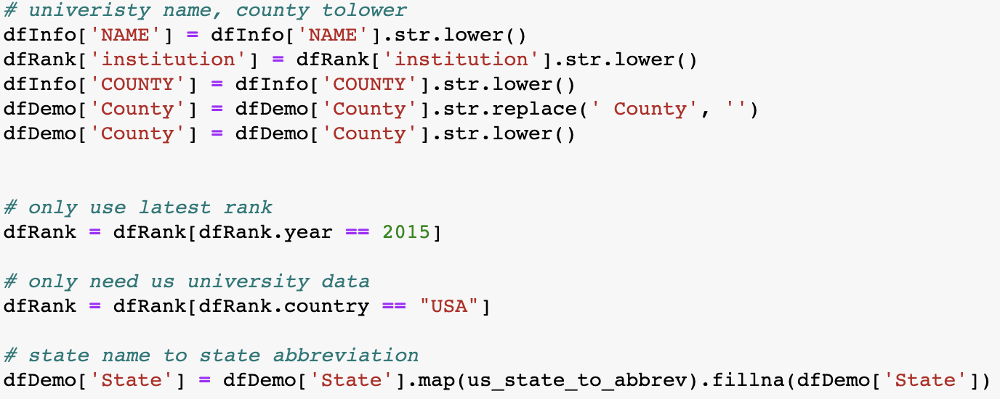 # univeristy name, county tolower
dfInfo['NAME'] = dfInfo['NAME'].str.lower()
dfRank['institution'] = dfRank['institution'].str.lower()
dfInfo['COUNTY'] = dfInfo['COUNTY'].str.lower()
dfDemo['County'] = dfDemo['County'].str.replace(' County', '')
dfDemo['County'] = dfDemo['County'].str.lower()
# only use latest rank
dfRank = dfRank[dfRank.year == 2015]
# only need us university data
dfRank = dfRank[dfRank.country == "USA"]
# state name to state abbreviation
dfDemo['State'] = dfDemo['State'].map(us_state_to_abbrev).fillna(dfDemo['State'])